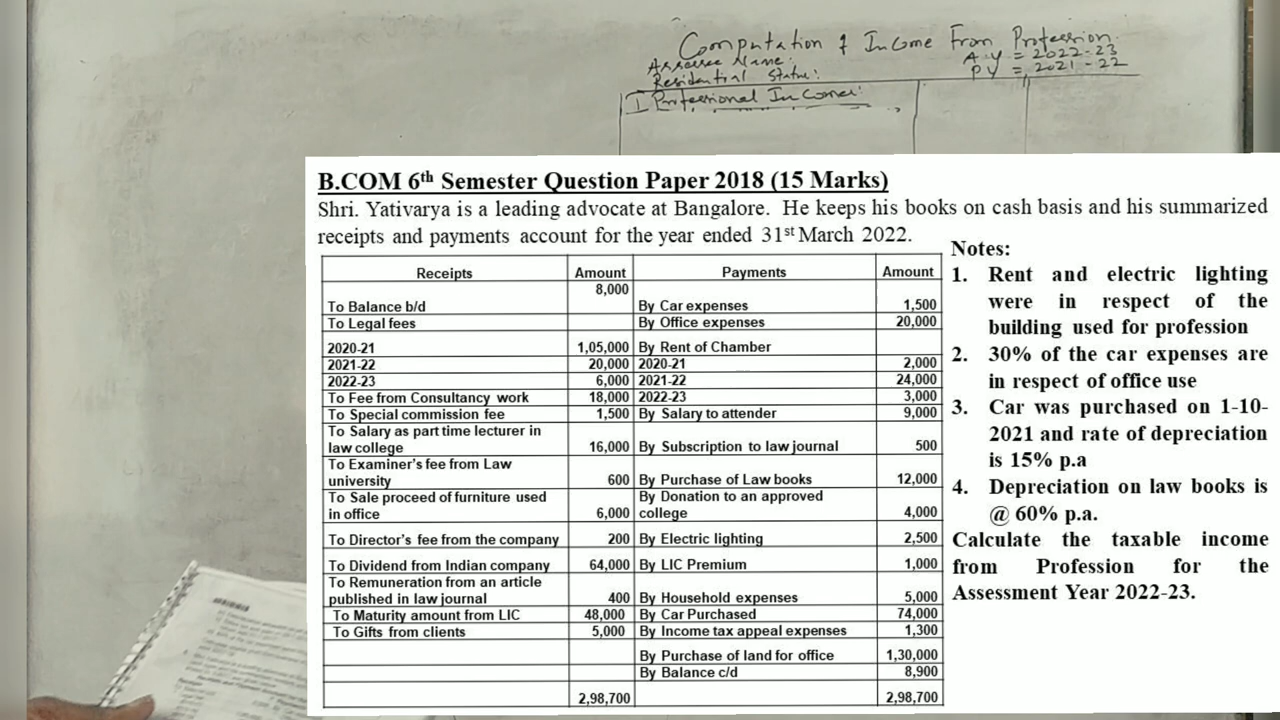 Computation of Income From Profession
Assessee Name:
A.Y = 2022-23
Residential Status:
PY = 2021-22
I Professional Income:
B.COM 6th Semester Question Paper 2018 (15 Marks)
Shri. Yativarya is a leading advocate at Bangalore. He keeps his books on cash basis and his summarized
receipts and payments account for the year ended 31st March 2022.
Receipts Amount Payments Amount
8,000
To Balance b/d By Car expenses 1,500
To Legal fees By Office expenses 20,000
2020-21 1,05,000 By Rent of Chamber
2021-22 20,000 2020-21 2,000
2022-23 6,000 2021-22 24,000
To Fee from Consultancy work 18,000 2022-23 3,000
To Special commission fee 1,500 By Salary to attender 9,000
To Salary as part time lecturer in
law college 16,000 By Subscription to law journal 500
To Examiner's fee from Law
university 600 By Purchase of Law books 12,000
To Sale proceed of furniture used By Donation to an approved
in office 6,000 college 4,000
To Director's fee from the company 200 By Electric lighting 2,500
To Dividend from Indian company 64,000 By LIC Premium 1,000
To Remuneration from an article
published in law journal 400 By Household expenses 5,000
To Maturity amount from LIC 48,000 By Car Purchased 74,000
To Gifts from clients 5,000 By Income tax appeal expenses 1,300
By Purchase of land for office 1,30,000
By Balance c/d 8,900
2,98,700 2,98,700
Notes:
1. Rent and electric lighting
were in respect of the
building used for profession
2. 30% of the car expenses are
in respect of office use
3. Car was purchased on 1-10-
2021 and rate of depreciation
is 15% p.a
4. Depreciation on law books is
@ 60% p.a.
Calculate the taxable income
from Profession for the
Assessment Year 2022-23.